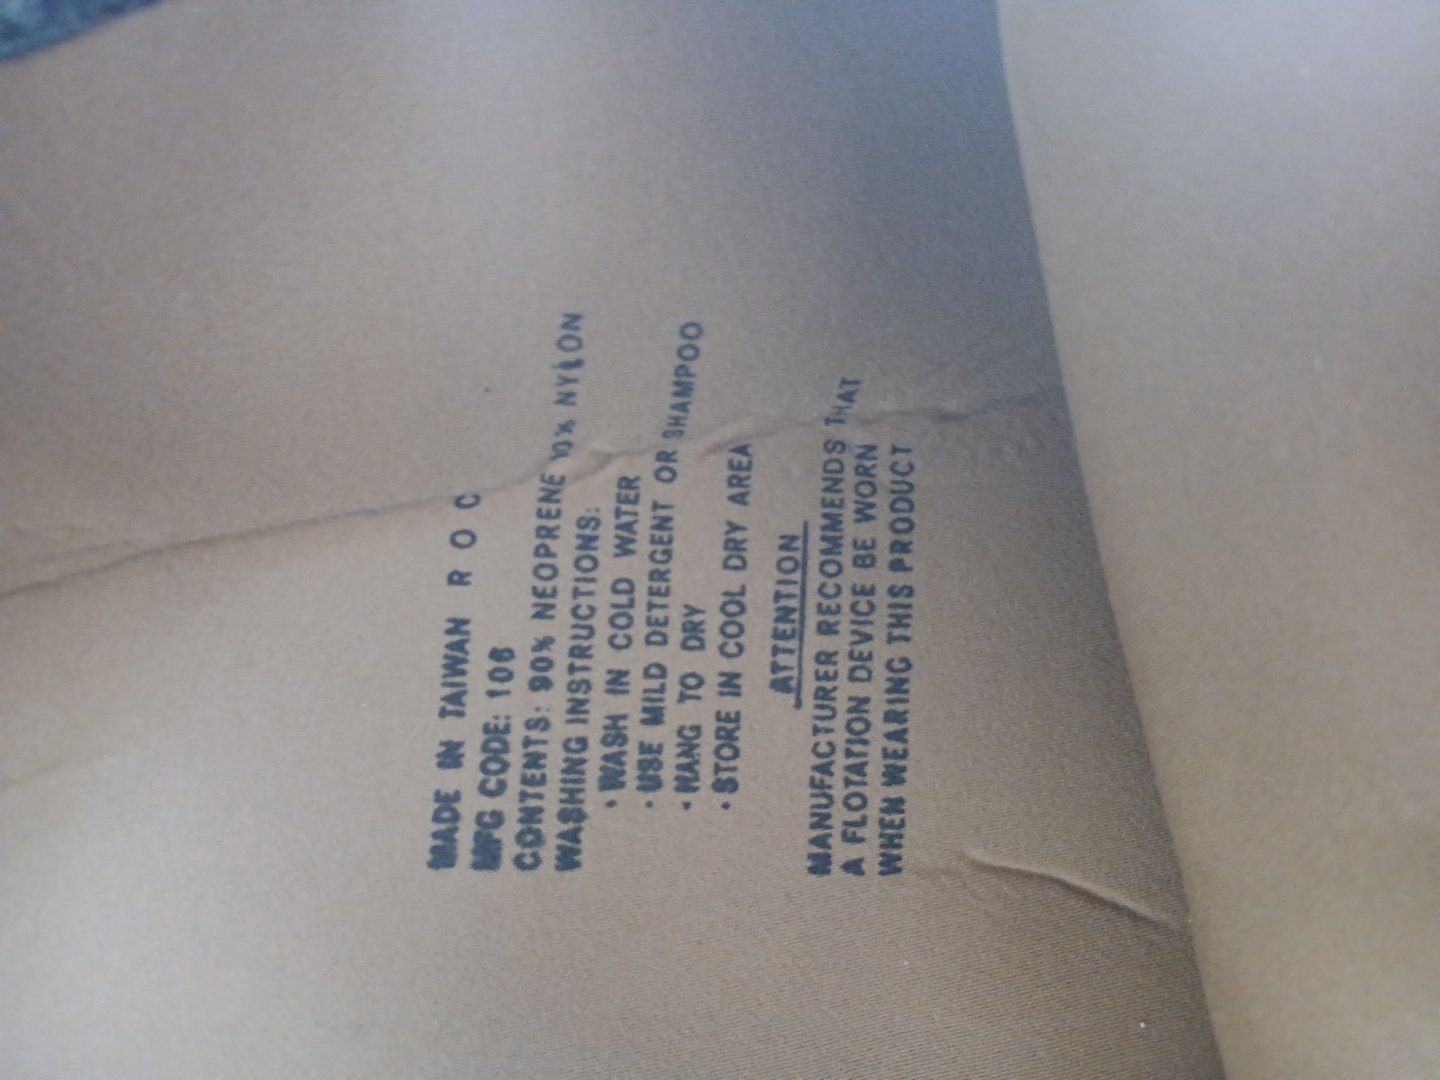 MADE IN TAIWAN R O C
MFG CODE: 106
CONTENTS: 90% NEOPRENE 10% NYLON
WASHING INSTRUCTIONS:
• WASH IN COLD WATER
• USE MILD DETERGENT OR SHAMPOO
• HANG TO DRY
• STORE IN COOL DRY AREA
ATTENTION
MANUFACTURER RECOMMENDS THAT
A FLOTATION DEVICE BE WORN
WHEN WEARING THIS PRODUCT